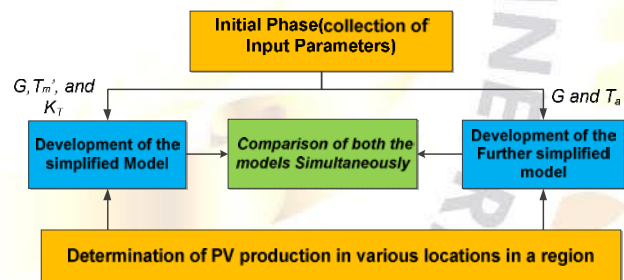 Initial Phase(collection of
Input Parameters)
G,Tm', and
KT
G and Ta
Development of the
simplified Model
Comparison of both the
models Simultaneously
Development of the
Further simplified
model
Determination of PV production in various locations in a region